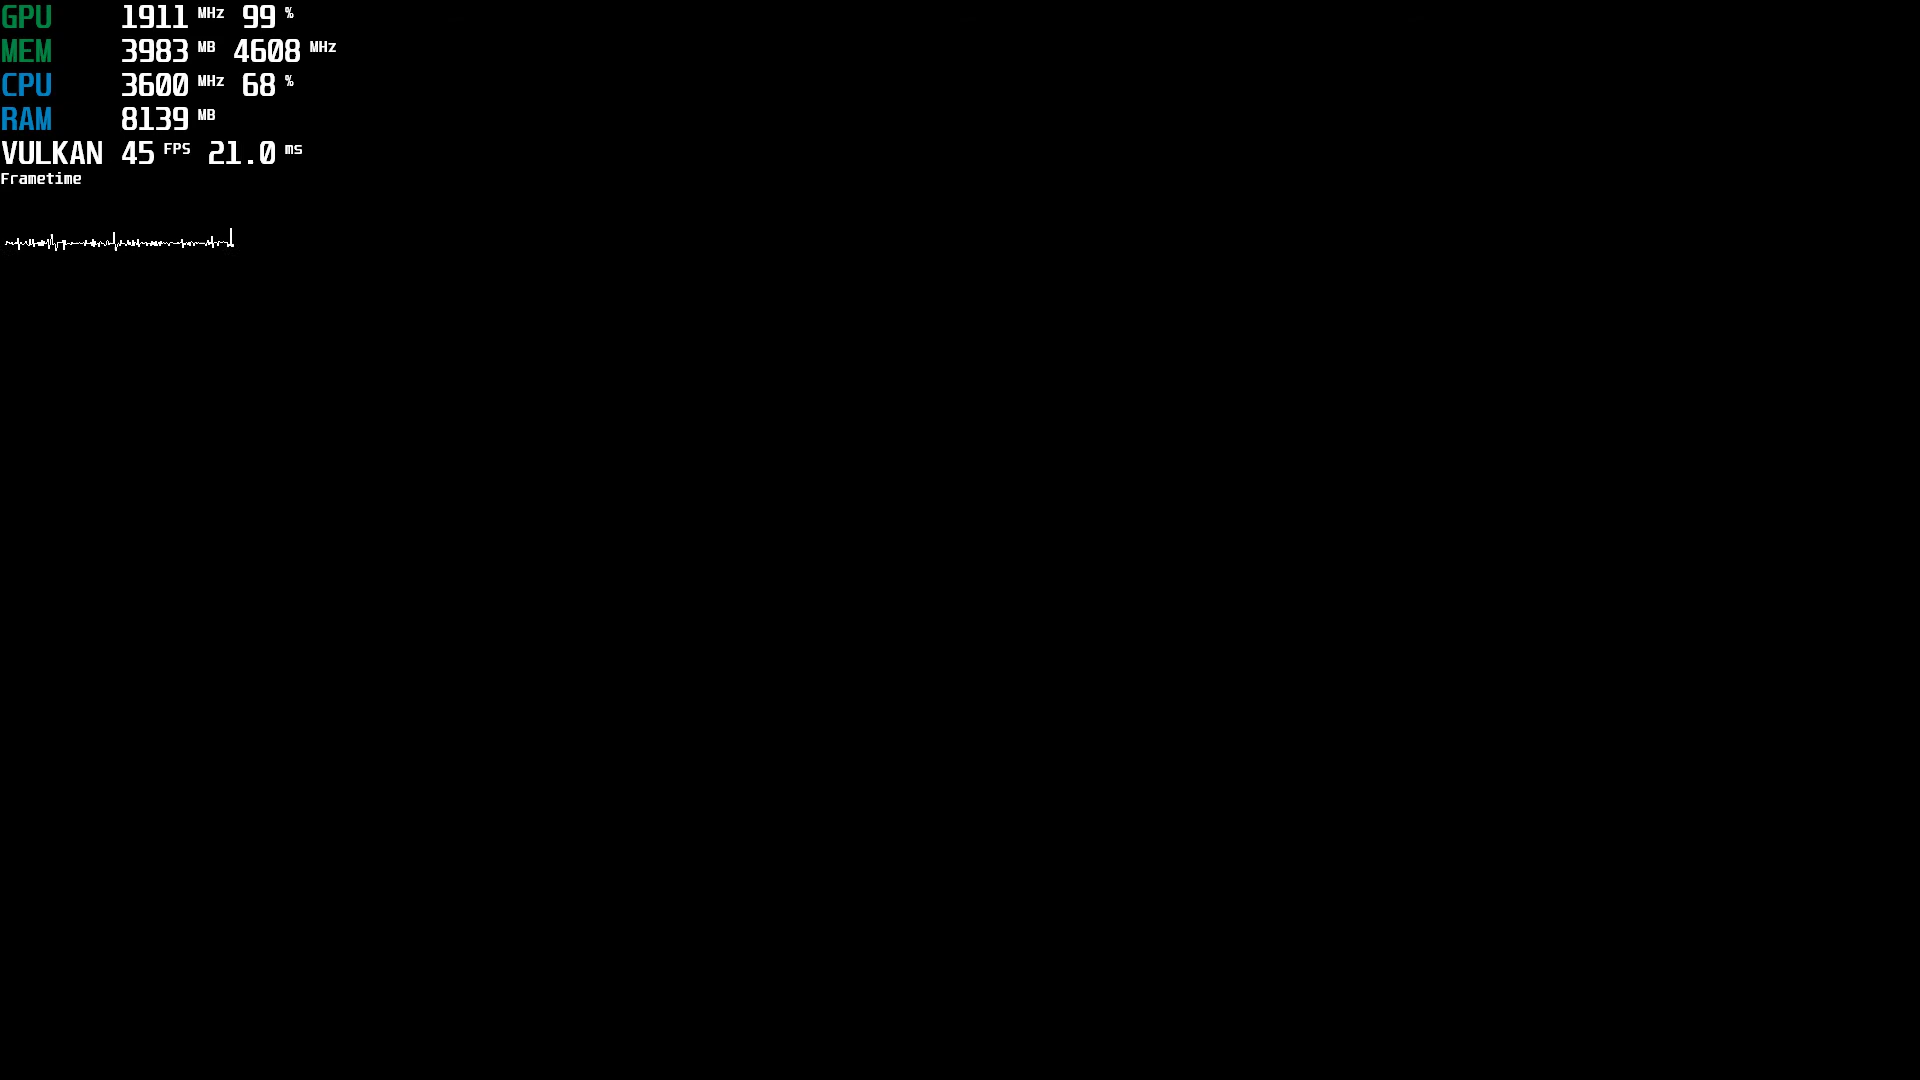 GPU 1911 MHz 99 %
MEM 3983 MB 4608 MHz
CPU 3600 MHz 68 %
RAM 8139 MB
VULKAN 45 FPS 21.0 ms
Frametime